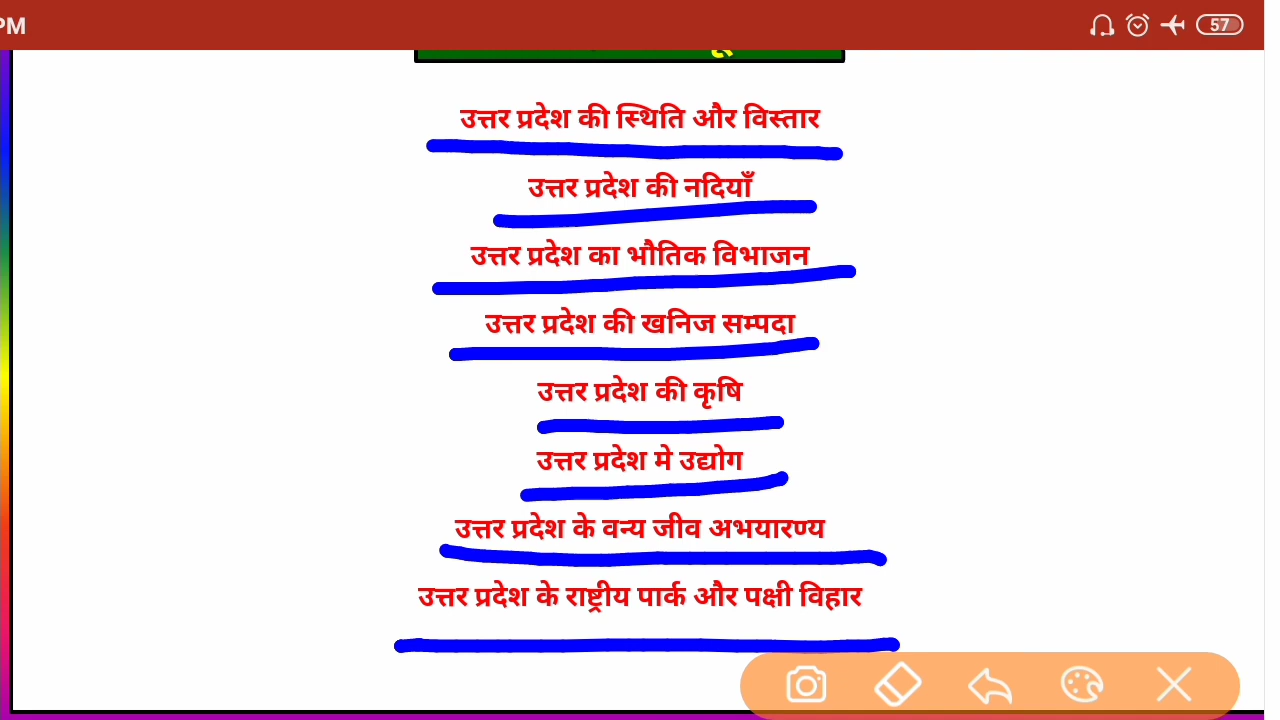 PM
57
उत्तर प्रदेश की स्थिति और विस्तार
उत्तर प्रदेश की नदियाँ
उत्तर प्रदेश का भौतिक विभाजन
उत्तर प्रदेश की खनिज सम्पदा
उत्तर प्रदेश की कृषि
उत्तर प्रदेश मे उद्योग
उत्तर प्रदेश के वन्य जीव अभयारण्य
उत्तर प्रदेश के राष्ट्रीय पार्क और पक्षी विहार